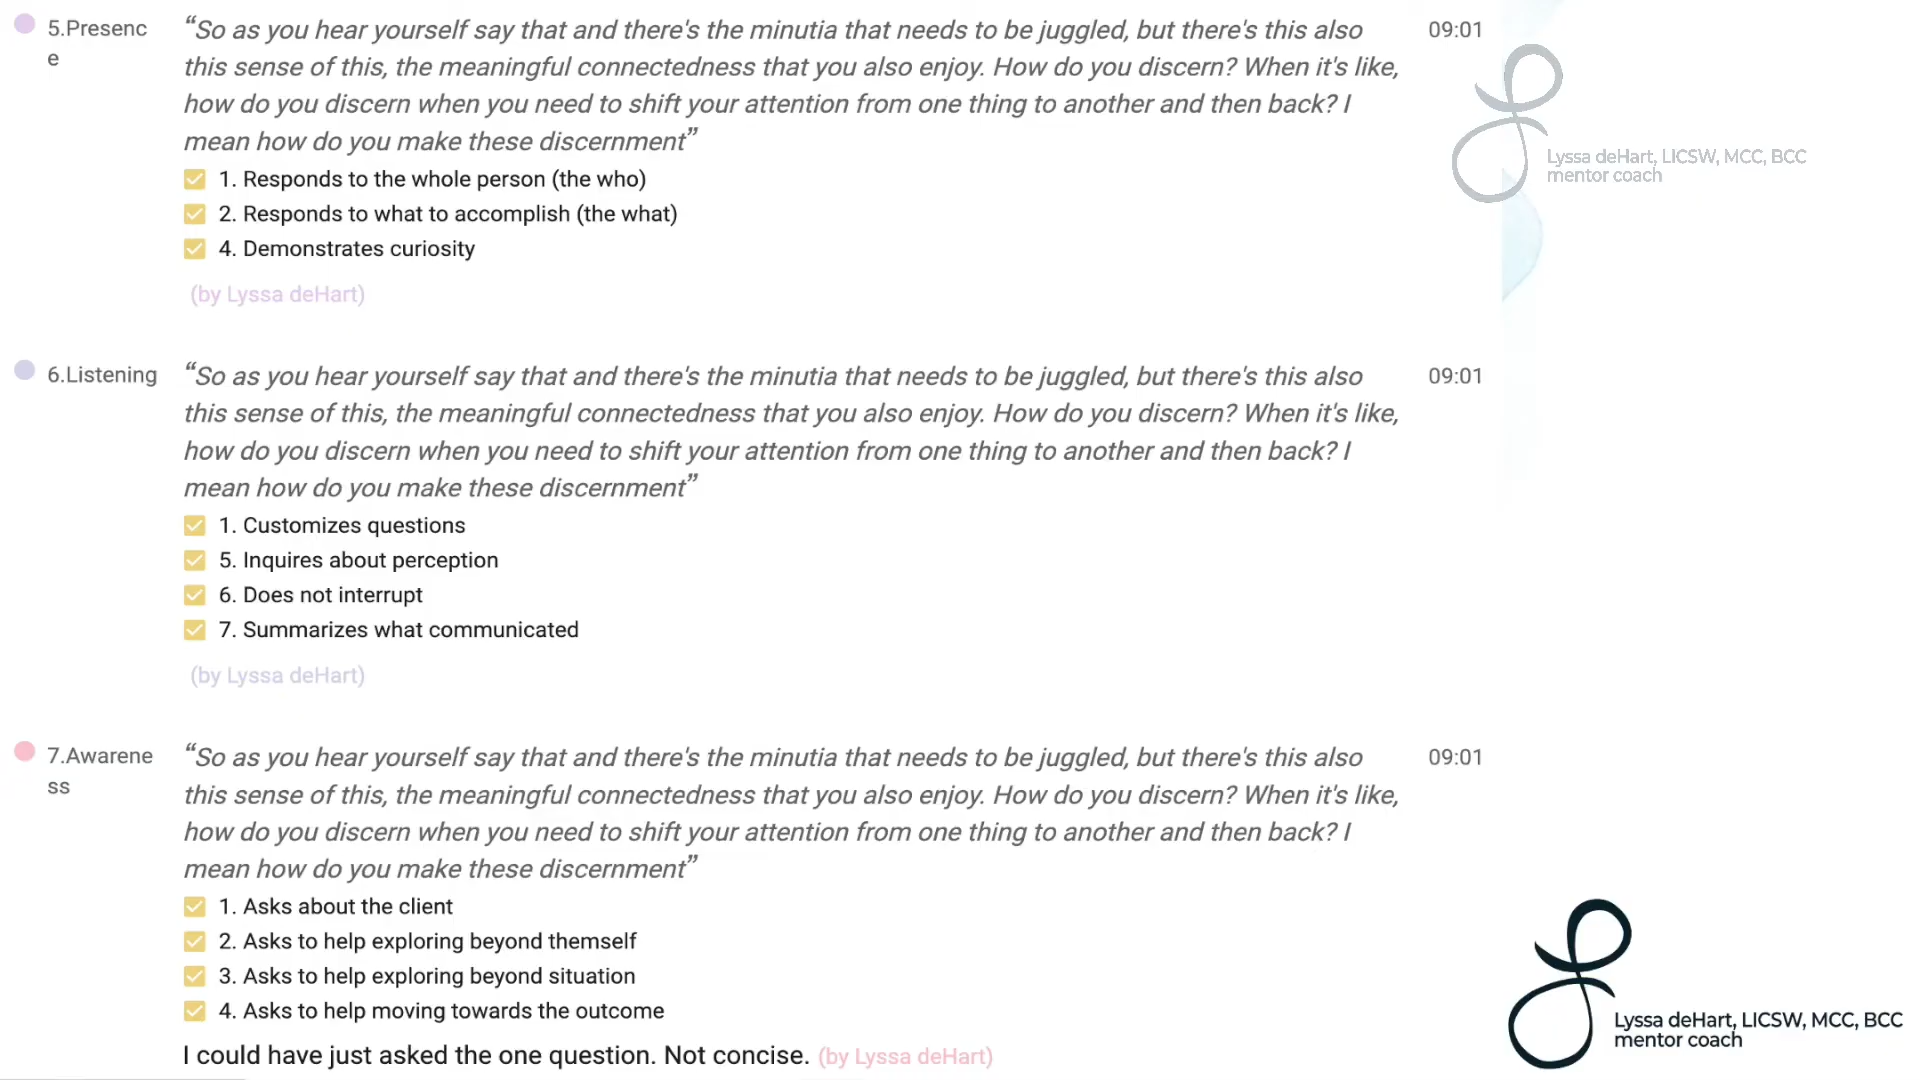 5.Presenc
e
“So as you hear yourself say that and there's the minutia that needs to be juggled, but there's this also
this sense of this, the meaningful connectedness that you also enjoy. How do you discern? When it's like,
how do you discern when you need to shift your attention from one thing to another and then back? I
mean how do you make these discernment”
09:01
1. Responds to the whole person (the who)
2. Responds to what to accomplish (the what)
4. Demonstrates curiosity
(by Lyssa deHart)
Lyssa deHart, LICSW, MCC, BCC
mentor coach
6.Listening
“So as you hear yourself say that and there's the minutia that needs to be juggled, but there's this also
this sense of this, the meaningful connectedness that you also enjoy. How do you discern? When it's like,
how do you discern when you need to shift your attention from one thing to another and then back? I
mean how do you make these discernment”
09:01
1. Customizes questions
5. Inquires about perception
6. Does not interrupt
7. Summarizes what communicated
(by Lyssa deHart)
7.Awarene
ss
“So as you hear yourself say that and there's the minutia that needs to be juggled, but there's this also
this sense of this, the meaningful connectedness that you also enjoy. How do you discern? When it's like,
how do you discern when you need to shift your attention from one thing to another and then back? I
mean how do you make these discernment”
09:01
1. Asks about the client
2. Asks to help exploring beyond themself
3. Asks to help exploring beyond situation
4. Asks to help moving towards the outcome
I could have just asked the one question. Not concise. (by Lyssa deHart)
Lyssa deHart, LICSW, MCC, BCC
mentor coach